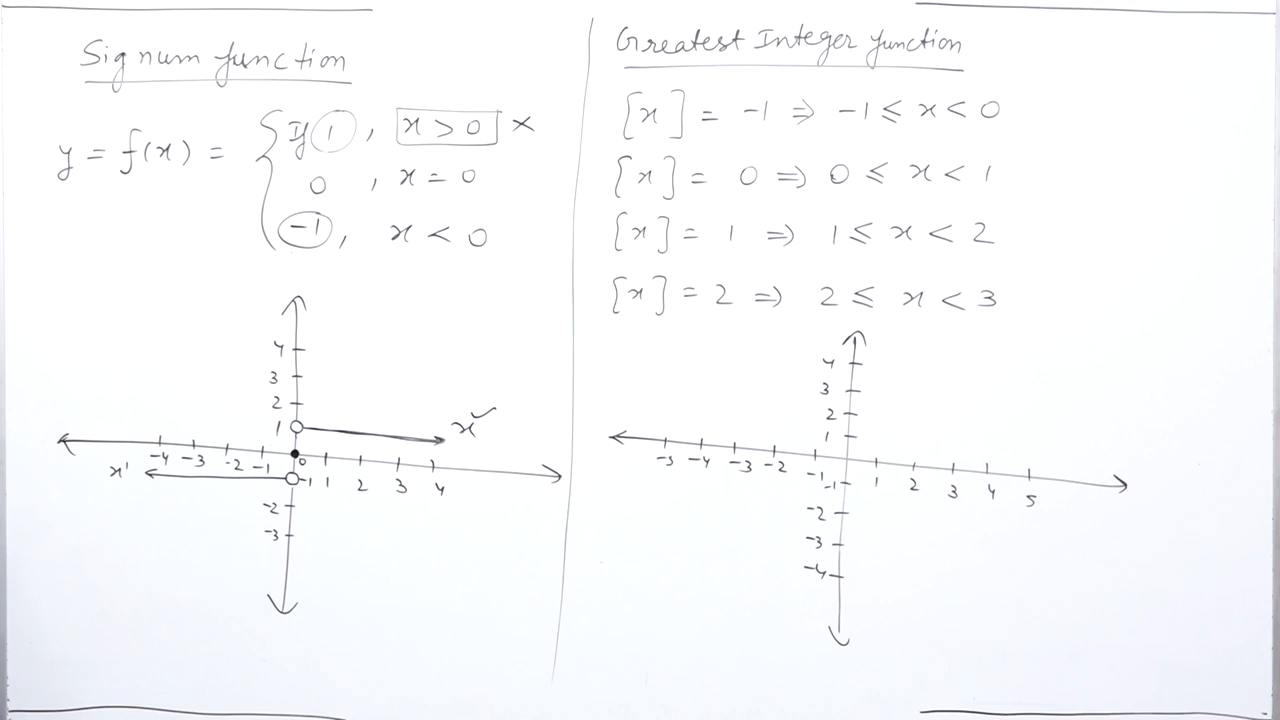 Signum function
y = f(x) = { If 1 , x > 0 ×
0 , x = 0
-1 , x < 0
4
3
2
1 x
-4 -3 -2 -1 0
x' -1 1 2 3 4
-2
-3
Greatest Integer function
[x] = -1 ⇒ -1 ≤ x < 0
[x] = 0 ⇒ 0 ≤ x < 1
[x] = 1 ⇒ 1 ≤ x < 2
[x] = 2 ⇒ 2 ≤ x < 3
4
3
2
1
-5 -4 -3 -2 -1
-1 1 2 3 4 5
-2
-3
-4